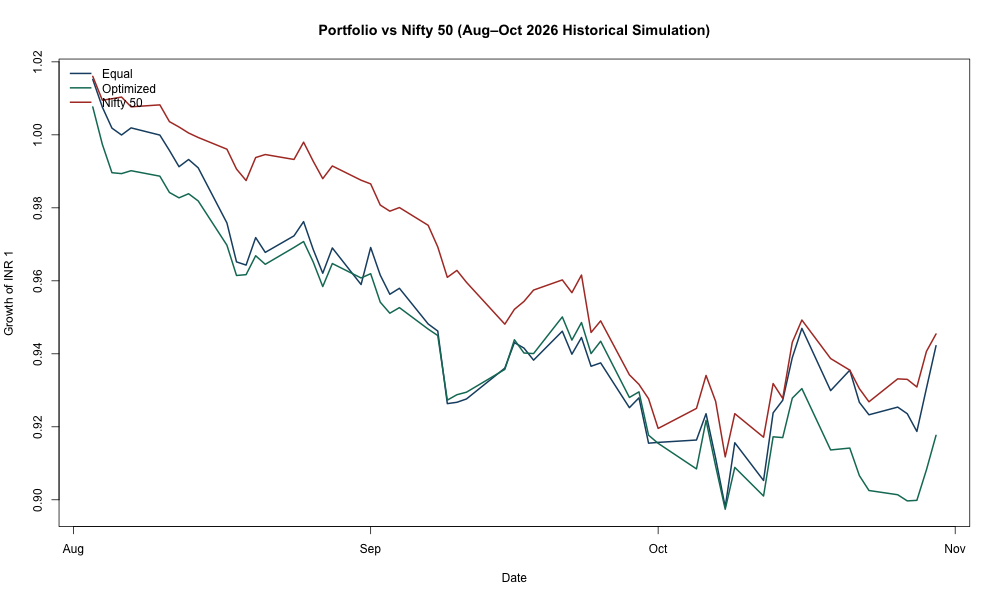 Portfolio vs Nifty 50 (Aug–Oct 2026 Historical Simulation)
Equal
Optimized
Nifty 50
Growth of INR 1
1.02
1.00
0.98
0.96
0.94
0.92
0.90
Aug
Sep
Oct
Nov
Date